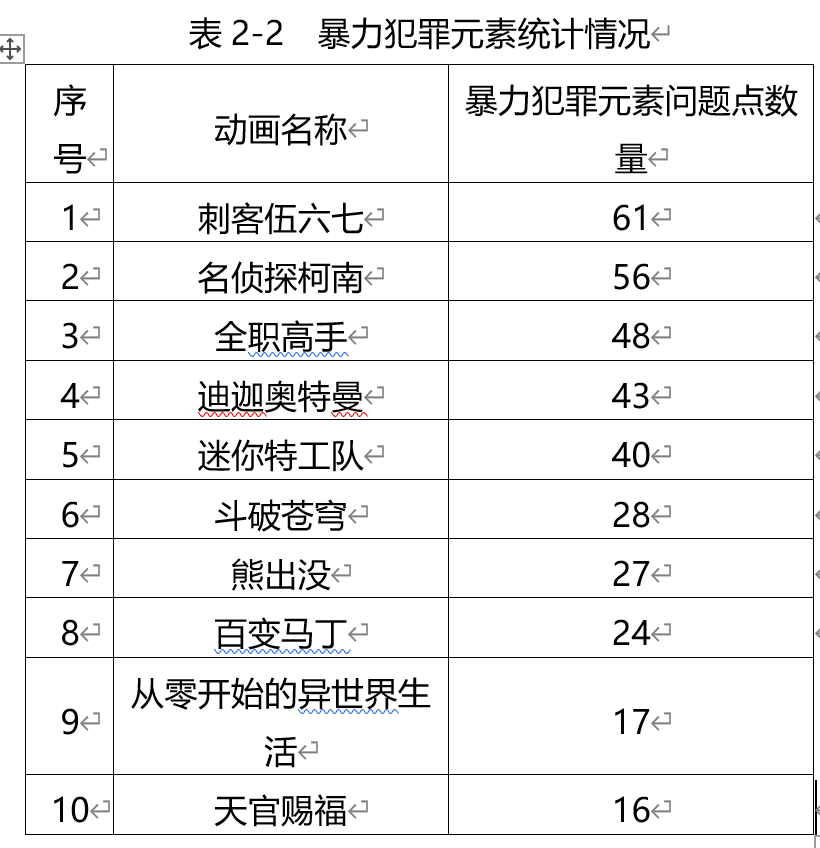 表 2-2 暴力犯罪元素统计情况
序
号
动画名称
暴力犯罪元素问题点数
量
1 刺客伍六七 61
2 名侦探柯南 56
3 全职高手 48
4 迪迦奥特曼 43
5 迷你特工队 40
6 斗破苍穹 28
7 熊出没 27
8 百变马丁 24
9 从零开始的异世界生
活 17
10 天官赐福 16